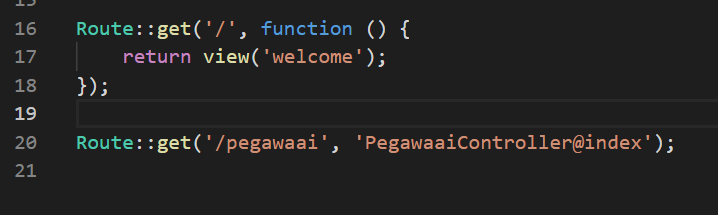 16 Route::get('/', function () {
17     return view('welcome');
18 });
19
20 Route::get('/pegawaai', 'PegawaaiController@index');
21